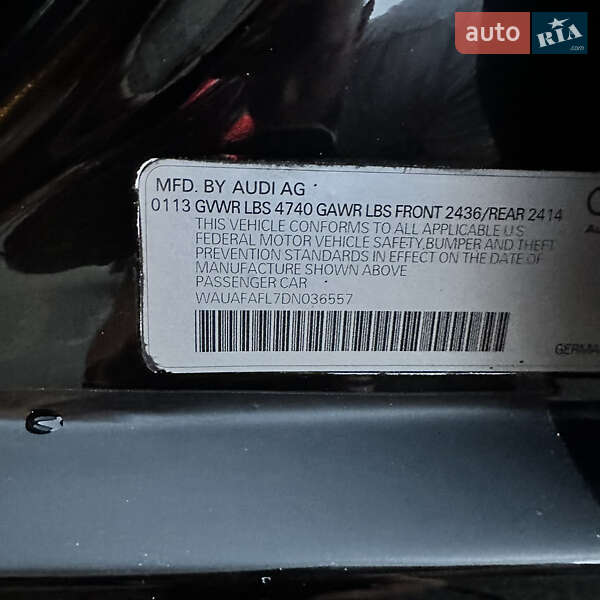 auto RIA.com
MFD. BY AUDI AG
0113 GVWR LBS 4740 GAWR LBS FRONT 2436/REAR 2414
THIS VEHICLE CONFORMS TO ALL APPLICABLE U.S.
FEDERAL MOTOR VEHICLE SAFETY,BUMPER AND THEFT
PREVENTION STANDARDS IN EFFECT ON THE DATE OF
MANUFACTURE SHOWN ABOVE
PASSENGER CAR
WAUAFAFL7DN036557
GERMA